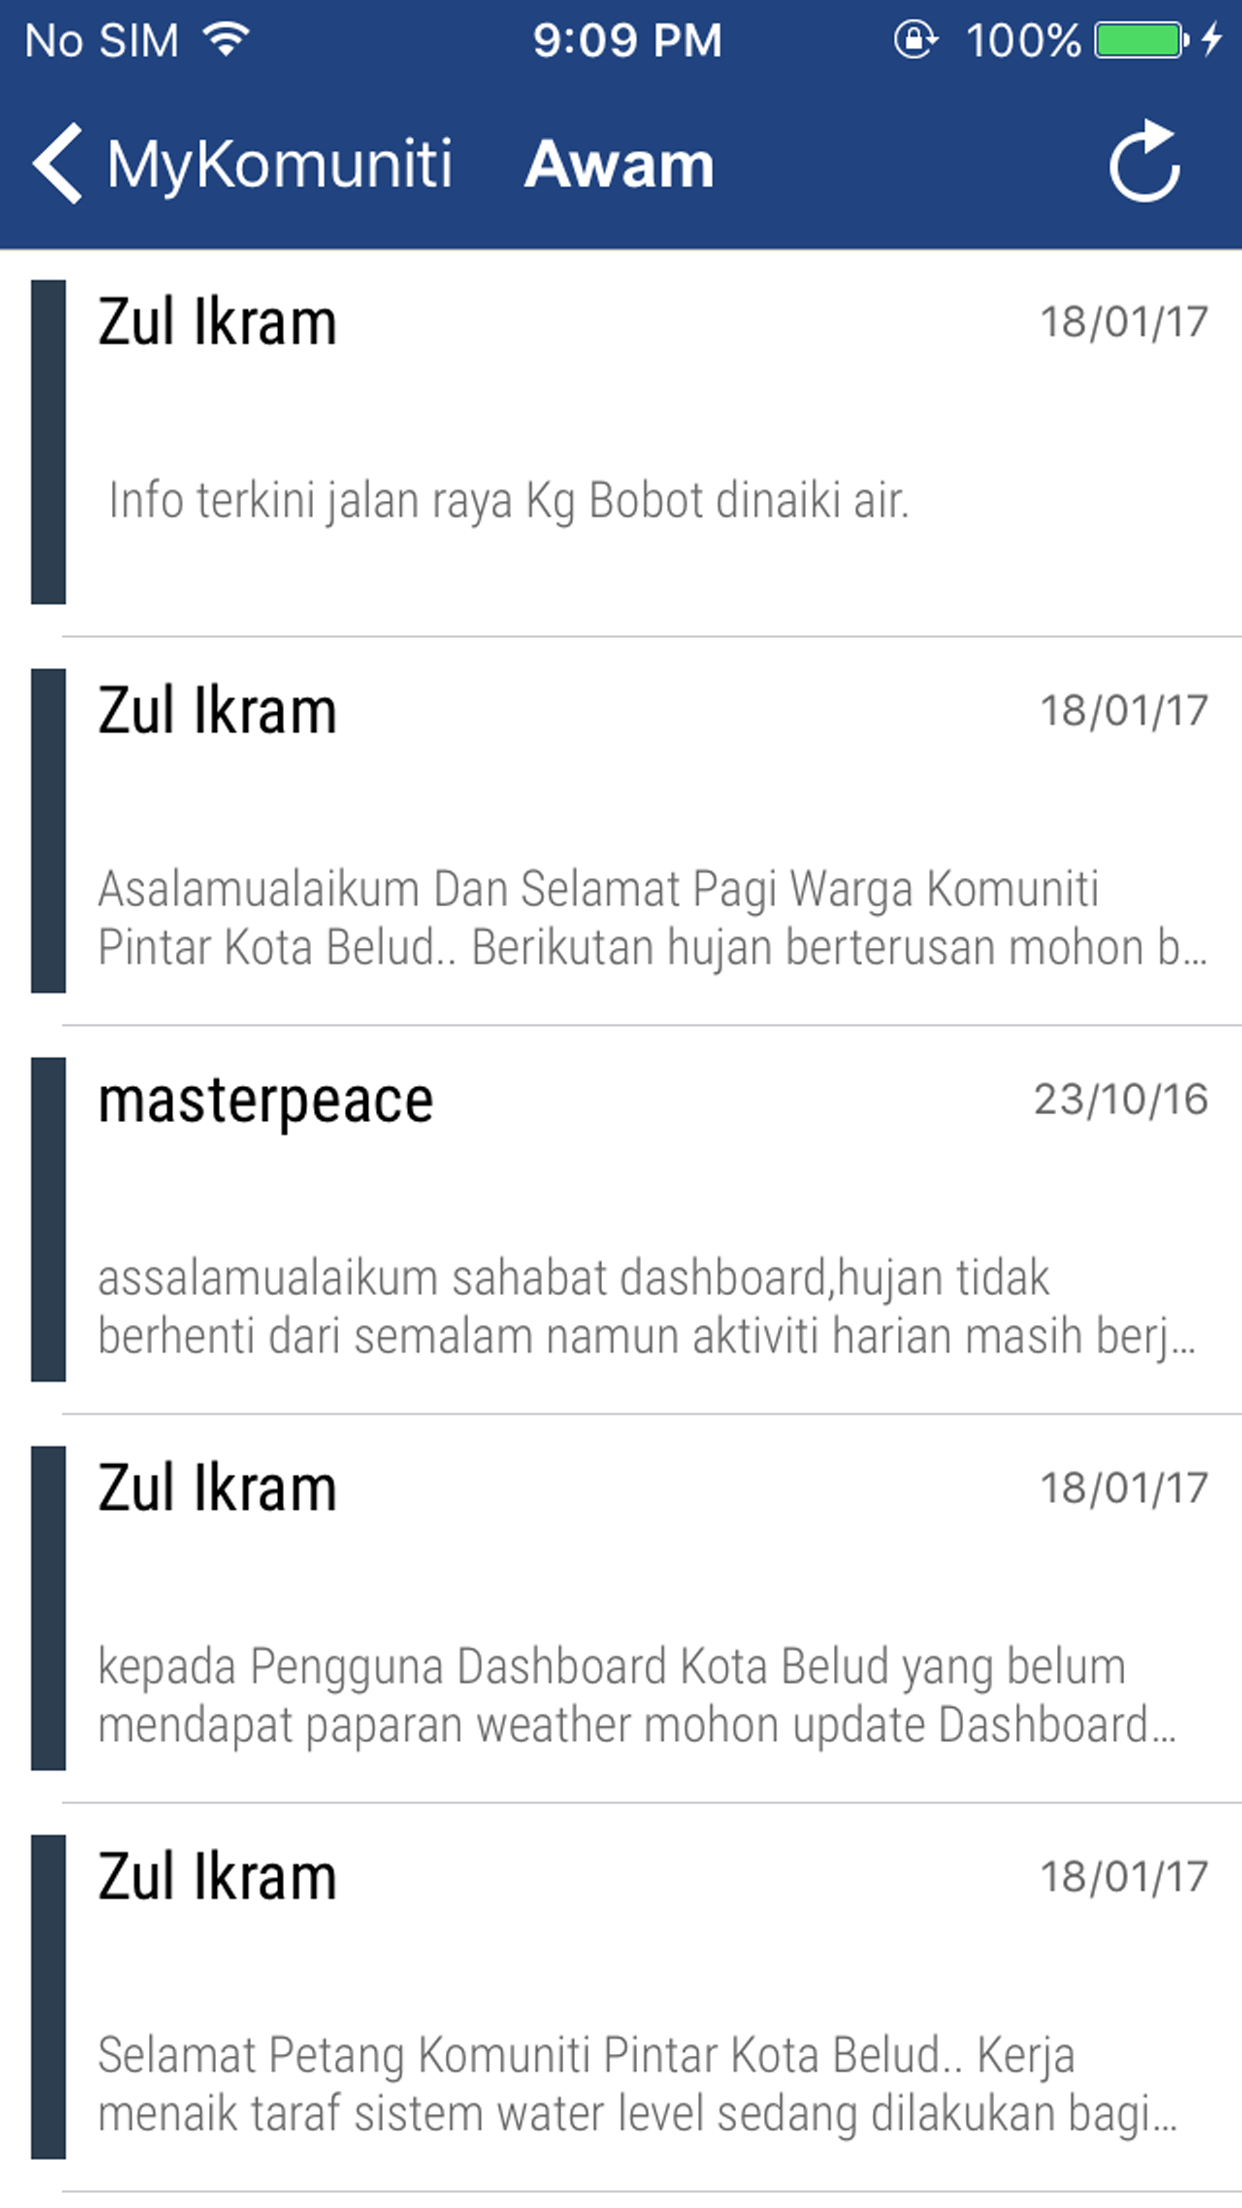 No SIM 9:09 PM 100%
MyKomuniti Awam
Zul Ikram 18/01/17
Info terkini jalan raya Kg Bobot dinaiki air.
Zul Ikram 18/01/17
Asalamualaikum Dan Selamat Pagi Warga Komuniti
Pintar Kota Belud.. Berikutan hujan berterusan mohon b...
masterpeace 23/10/16
assalamualaikum sahabat dashboard,hujan tidak
berhenti dari semalam namun aktiviti harian masih berj...
Zul Ikram 18/01/17
kepada Pengguna Dashboard Kota Belud yang belum
mendapat paparan weather mohon update Dashboard...
Zul Ikram 18/01/17
Selamat Petang Komuniti Pintar Kota Belud.. Kerja
menaik taraf sistem water level sedang dilakukan bagi...